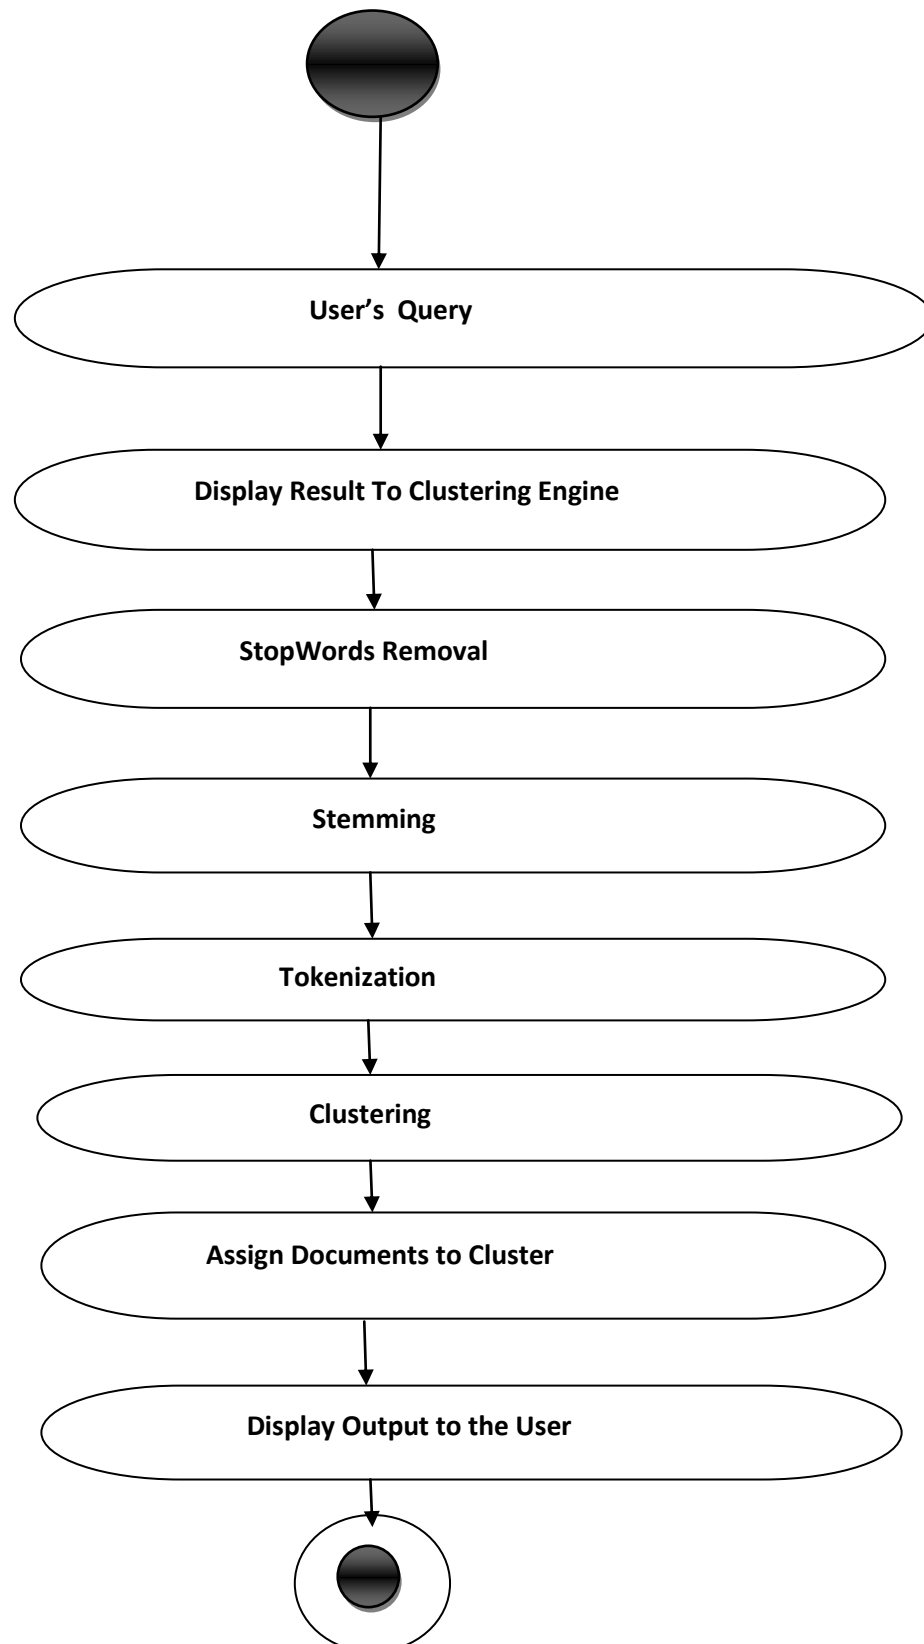 User’s  Query
Display Result To Clustering Engine
StopWords Removal
Stemming
Tokenization
Clustering
Assign Documents to Cluster
Display Output to the User